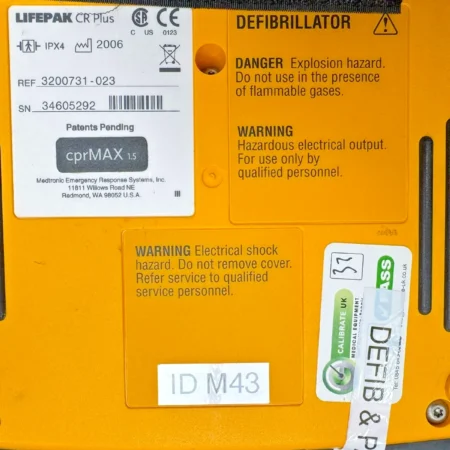 LIFEPAK CR Plus
C US 0123
IPX4 2006
REF 3200731-023
SN 34605292
Patents Pending
cprMAX 1.5
Medtronic Emergency Response Systems, Inc.
11811 Willows Road NE
Redmond, WA 98052 U.S.A.
DEFIBRILLATOR
DANGER Explosion hazard.
Do not use in the presence
of flammable gases.
WARNING
Hazardous electrical output.
For use only by
qualified personnel.
WARNING Electrical shock
hazard. Do not remove cover.
Refer service to qualified
service personnel.
ID M43
CALIBRATE UK
MEDICAL EQUIPMENT
DEFIB & P